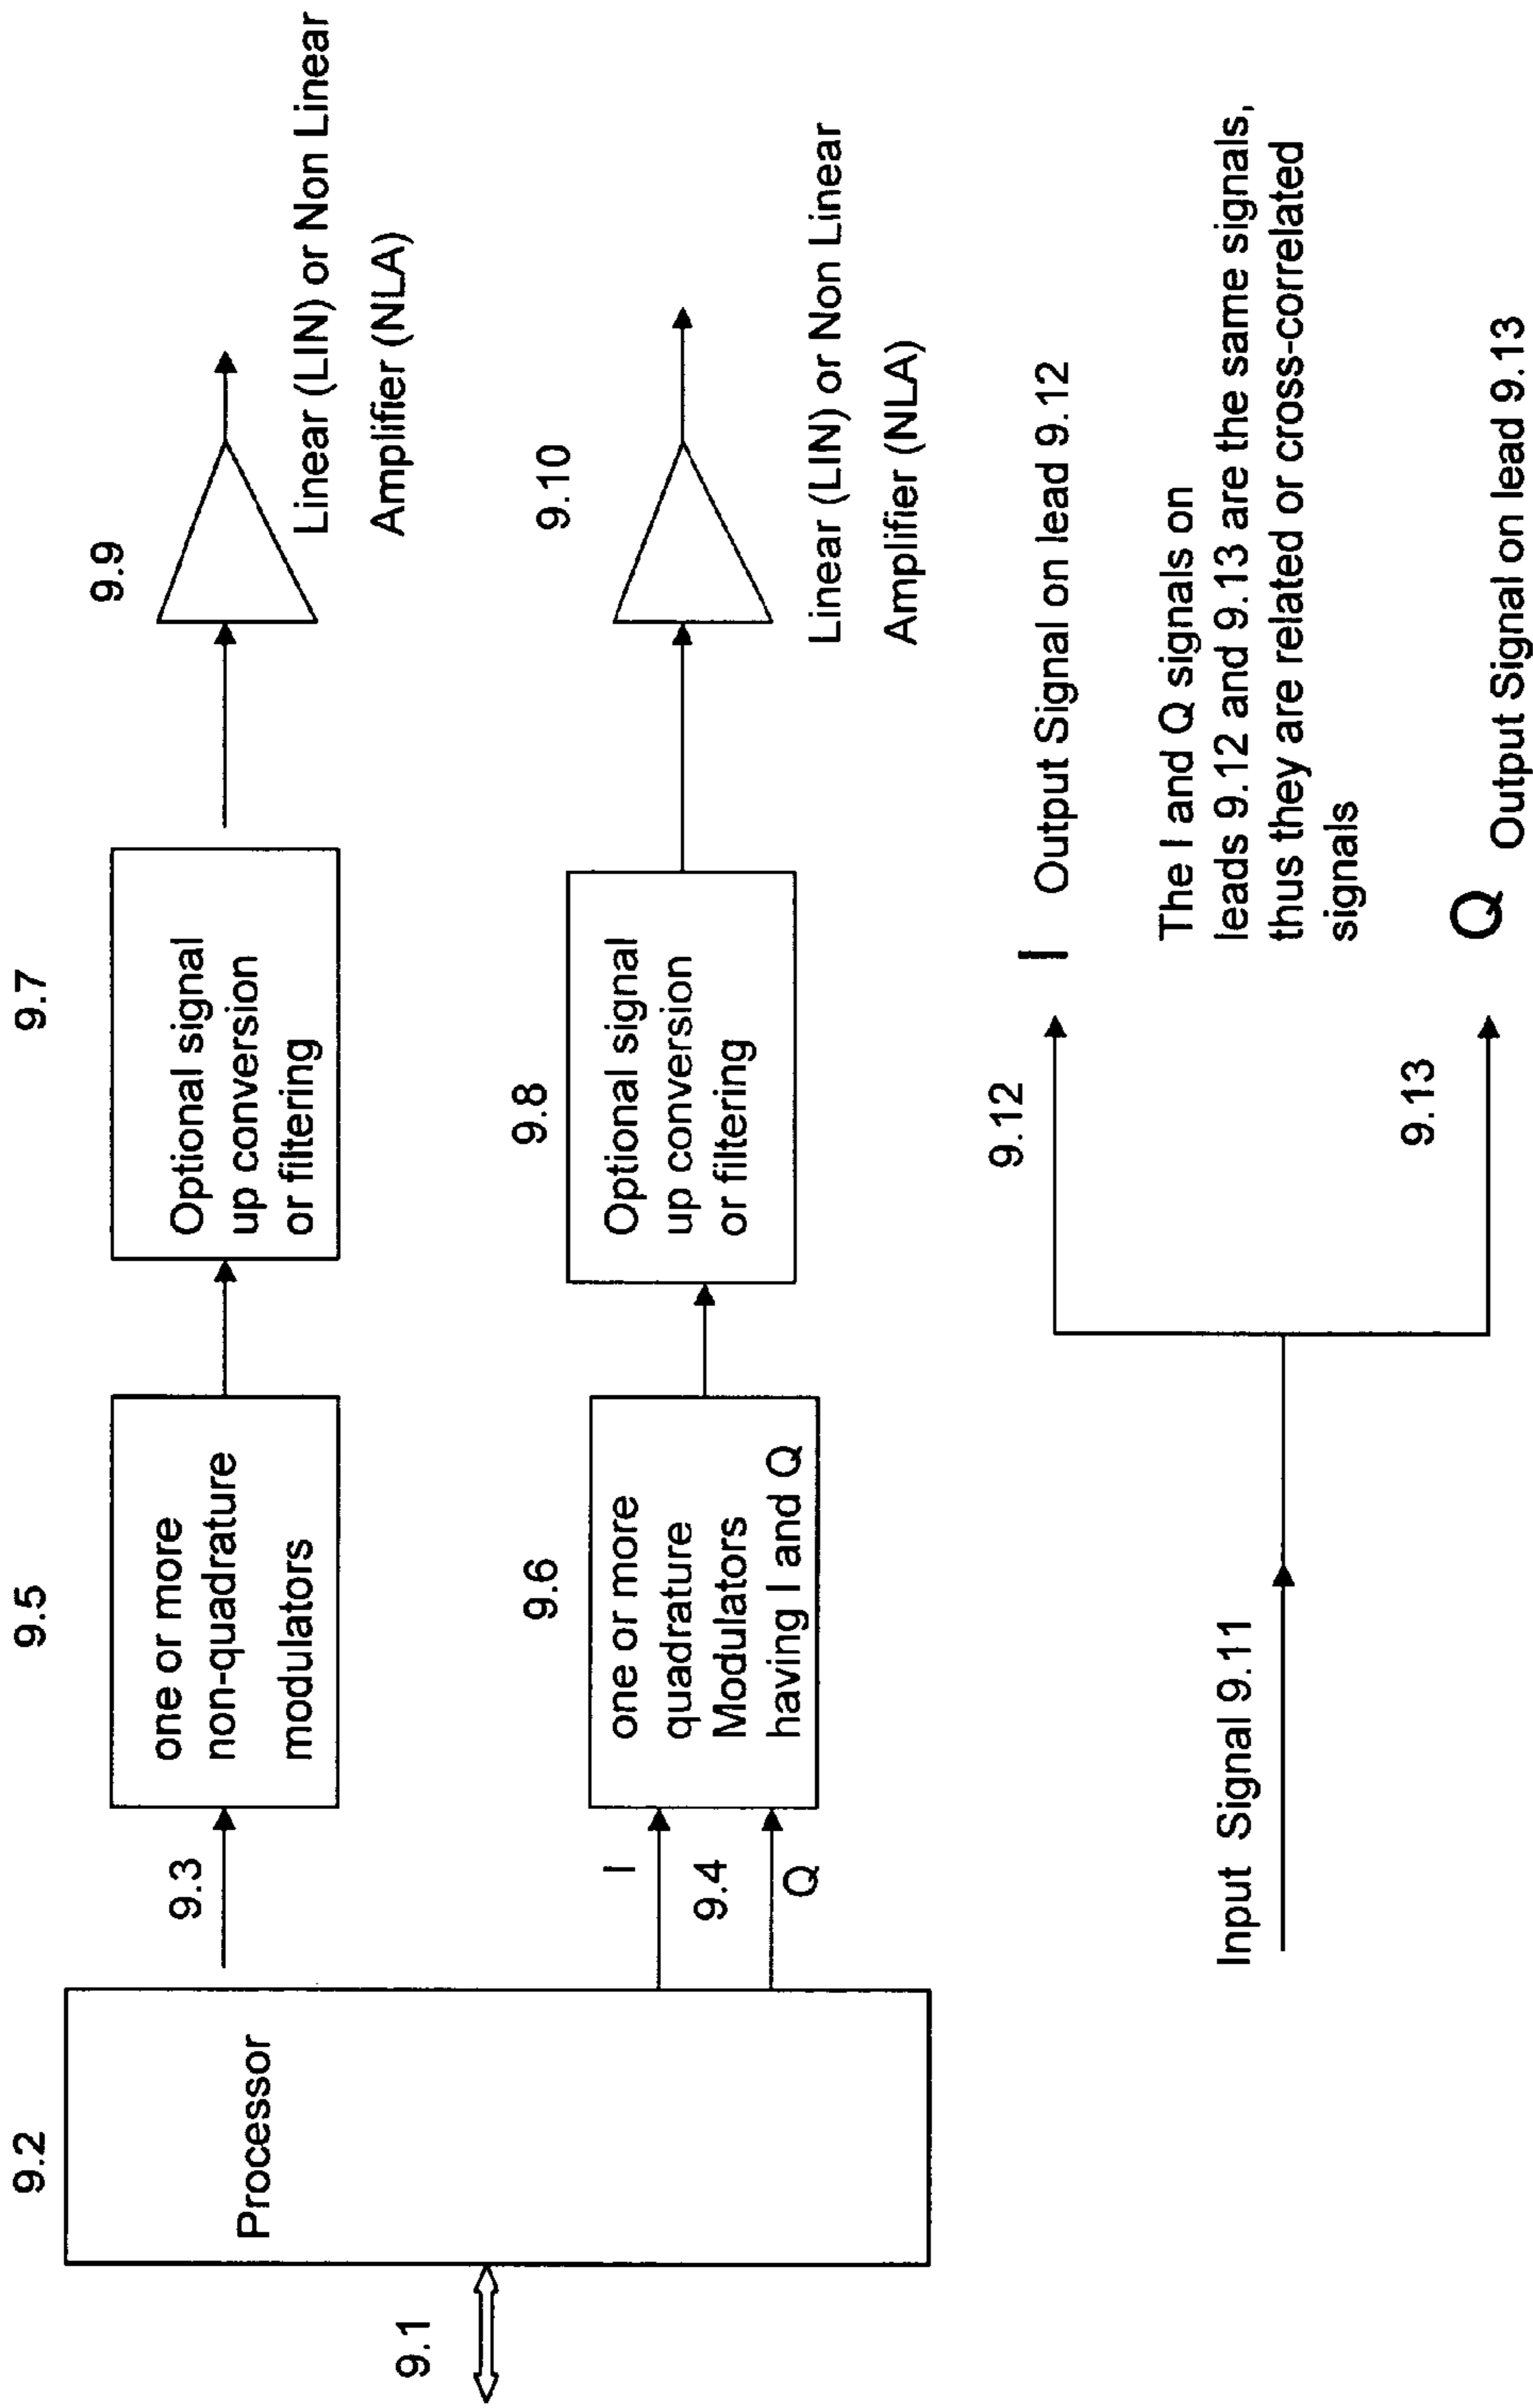 9.2
Processor
9.1
9.3
9.5
one or more
non-quadrature
modulators
9.7
Optional signal
up conversion
or filtering
9.9
Linear (LIN) or Non Linear
Amplifier (NLA)
I
9.4
Q
9.6
one or more
quadrature
Modulators
having I and Q
9.8
Optional signal
up conversion
or filtering
9.10
Linear (LIN) or Non Linear
Amplifier (NLA)
Input Signal 9.11
9.12
I Output Signal on lead 9.12
The I and Q signals on
leads 9.12 and 9.13 are the same signals,
thus they are related or cross-correlated
signals
9.13
Q Output Signal on lead 9.13